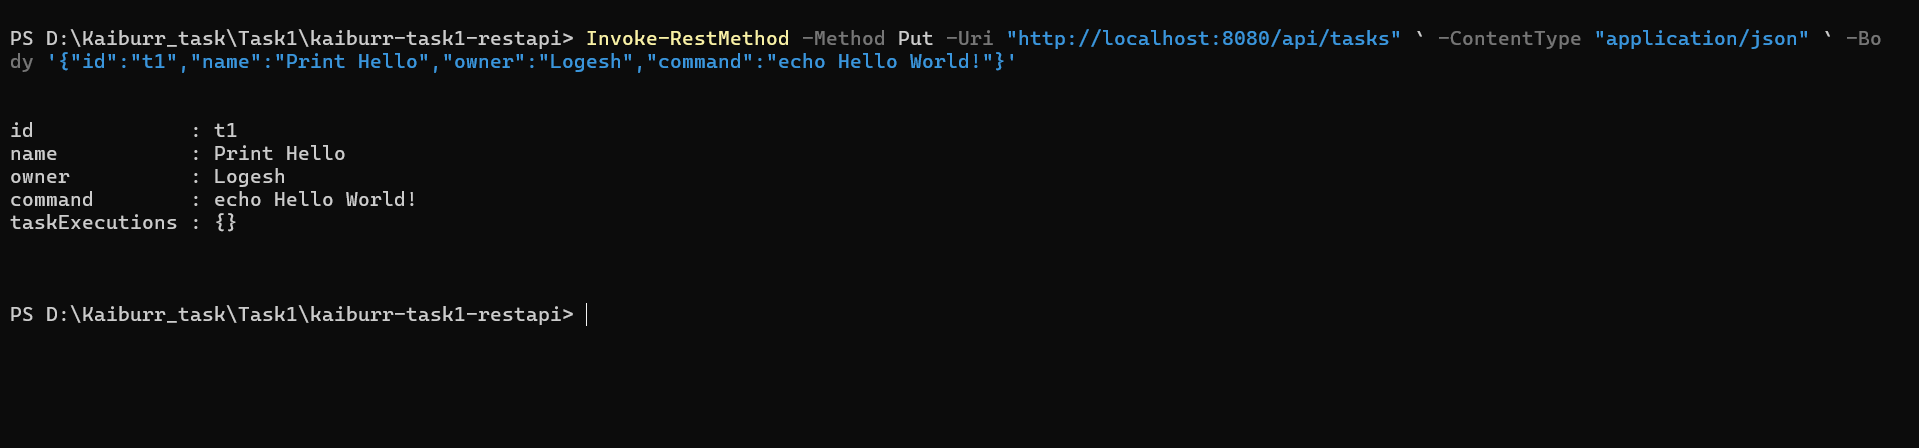 PS D:\Kaiburr_task\Task1\kaiburr-task1-restapi> Invoke-RestMethod -Method Put -Uri "http://localhost:8080/api/tasks" ` -ContentType "application/json" ` -Bo
dy '{"id":"t1","name":"Print Hello","owner":"Logesh","command":"echo Hello World!"}'
id             : t1
name           : Print Hello
owner          : Logesh
command        : echo Hello World!
taskExecutions : {}
PS D:\Kaiburr_task\Task1\kaiburr-task1-restapi>